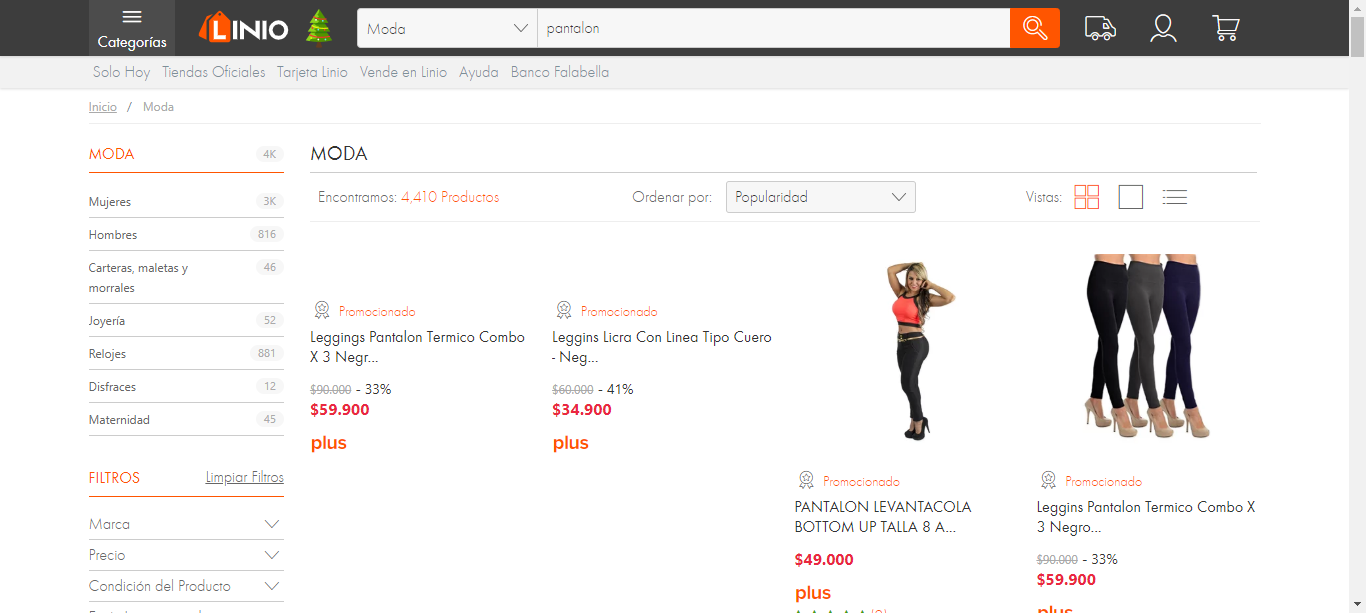 Categorías
LINIO
Moda
pantalon
Solo Hoy Tiendas Oficiales Tarjeta Linio Vende en Linio Ayuda Banco Falabella
Inicio / Moda
MODA 4K
Mujeres 3K
Hombres 816
Carteras, maletas y
morrales
46
Joyería 52
Relojes 881
Disfraces 12
Maternidad 45
FILTROS Limpiar Filtros
Marca
Precio
Condición del Producto
MODA
Encontramos: 4,410 Productos
Ordenar por: Popularidad
Vistas:
Promocionado
Leggings Pantalon Termico Combo
X 3 Negr...
$90.000 - 33%
$59.900
plus
Promocionado
Leggins Licra Con Linea Tipo Cuero
- Neg...
$60.000 - 41%
$34.900
plus
Promocionado
PANTALON LEVANTACOLA
BOTTOM UP TALLA 8 A...
$49.000
plus
Promocionado
Leggins Pantalon Termico Combo X
3 Negro...
$90.000 - 33%
$59.900
plus